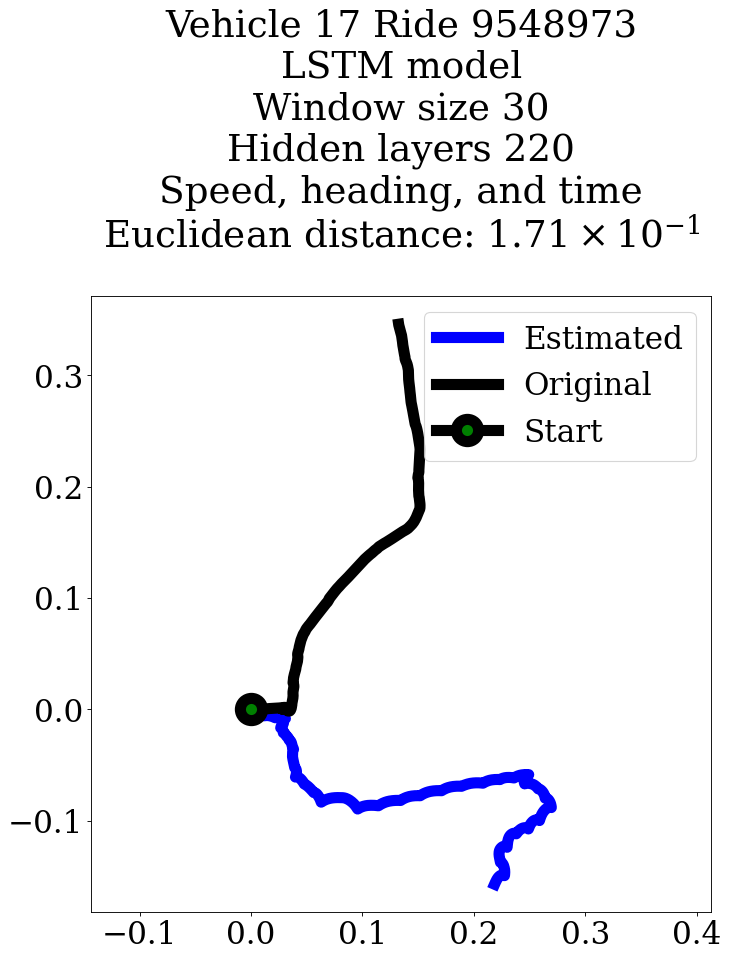 Vehicle 17 Ride 9548973
LSTM model
Window size 30
Hidden layers 220
Speed, heading, and time
Euclidean distance: 1.71 × 10⁻¹
Estimated
Original
Start
0.3
0.2
0.1
0.0
−0.1
−0.1 0.0 0.1 0.2 0.3 0.4